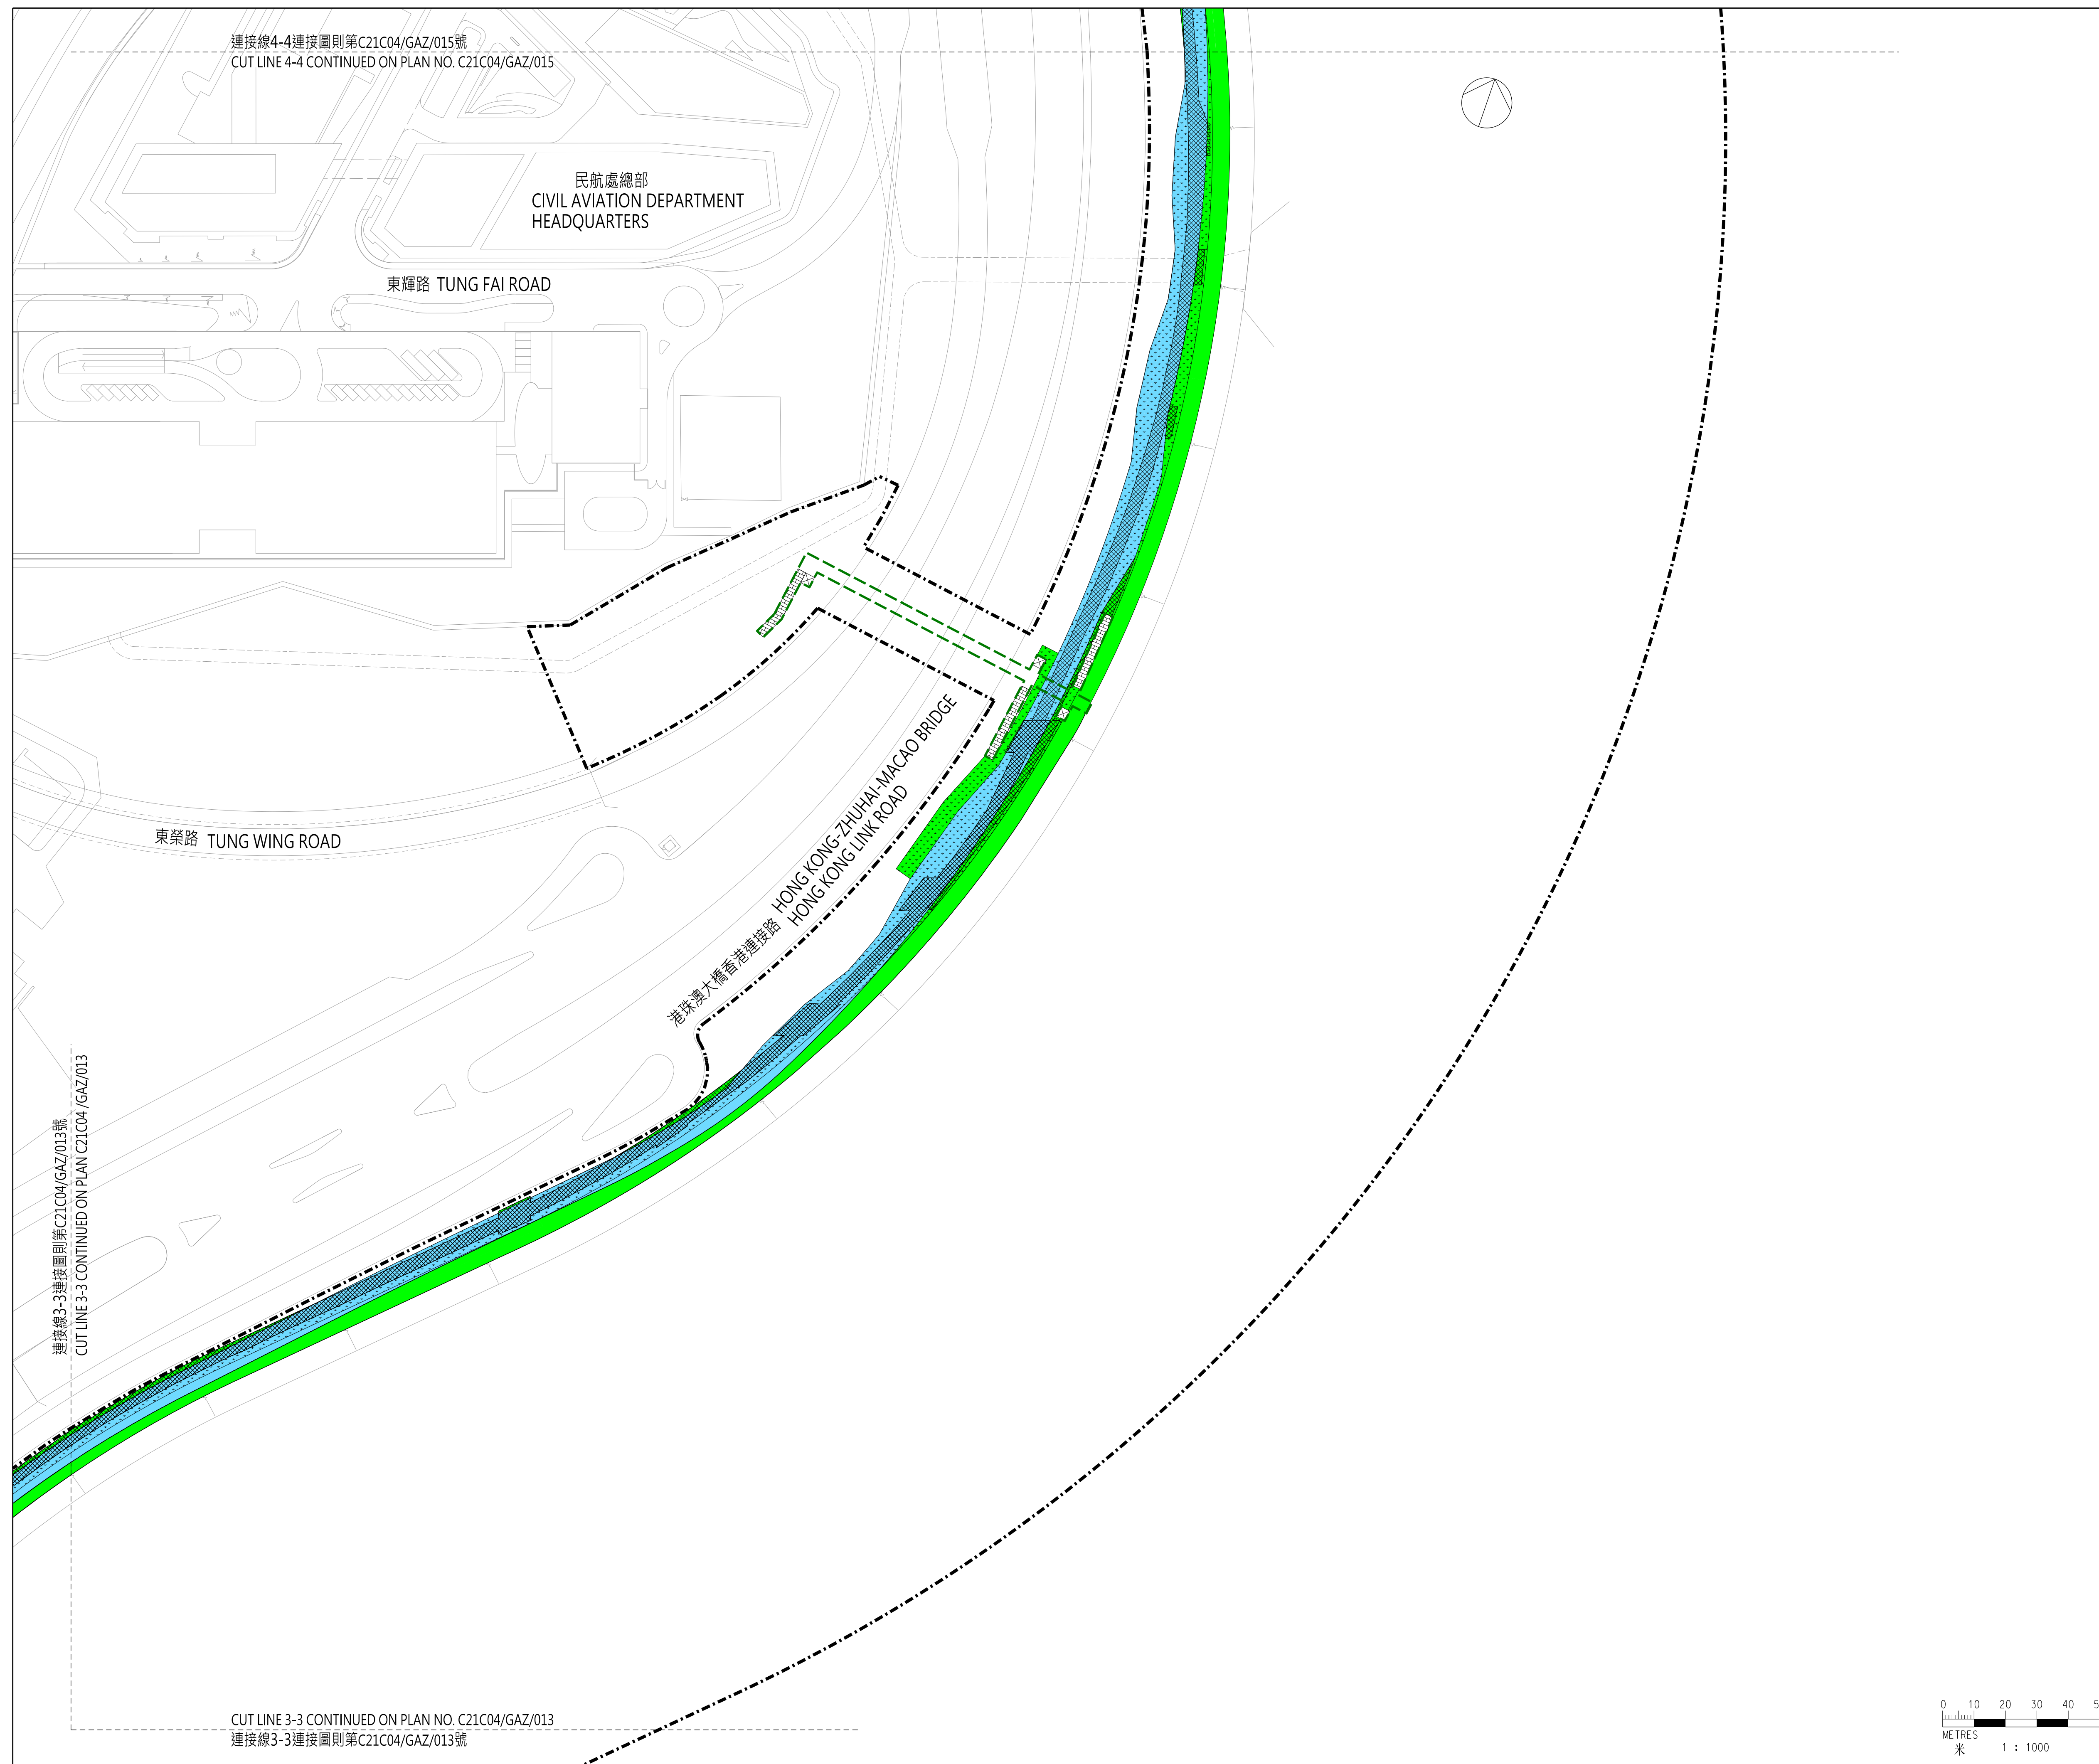 連接線4-4連接圖則第C21C04/GAZ/015號
CUT LINE 4-4 CONTINUED ON PLAN NO. C21C04/GAZ/015
民航處總部
CIVIL AVIATION DEPARTMENT
HEADQUARTERS
東輝路 TUNG FAI ROAD
東榮路 TUNG WING ROAD
港珠澳大橋香港連接路 HONG KONG-ZHUHAI-MACAO BRIDGE
HONG KONG LINK ROAD
連接線3-3連接圖則第C21C04/GAZ/013號
CUT LINE 3-3 CONTINUED ON PLAN C21C04 /GAZ/013
CUT LINE 3-3 CONTINUED ON PLAN NO. C21C04/GAZ/013
連接線3-3連接圖則第C21C04/GAZ/013號
0 10 20 30 40
METRES
米 1 : 1000